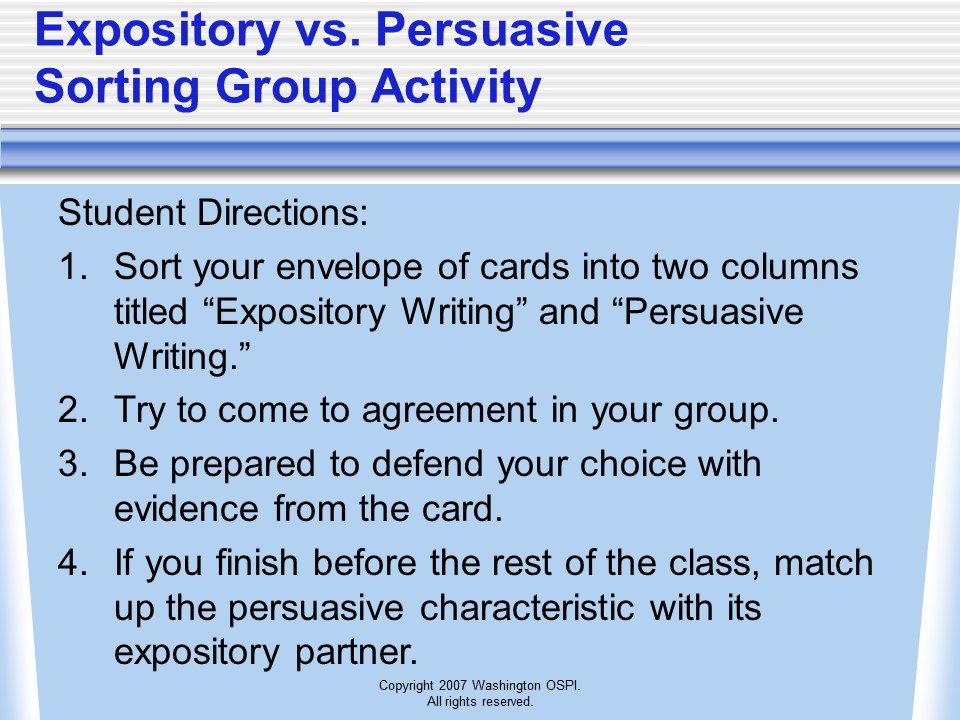 Expository vs. Persuasive
Sorting Group Activity
Student Directions:
1. Sort your envelope of cards into two columns
titled “Expository Writing” and “Persuasive
Writing.”
2. Try to come to agreement in your group.
3. Be prepared to defend your choice with
evidence from the card.
4. If you finish before the rest of the class, match
up the persuasive characteristic with its
expository partner.
Copyright 2007 Washington OSPI.
All rights reserved.